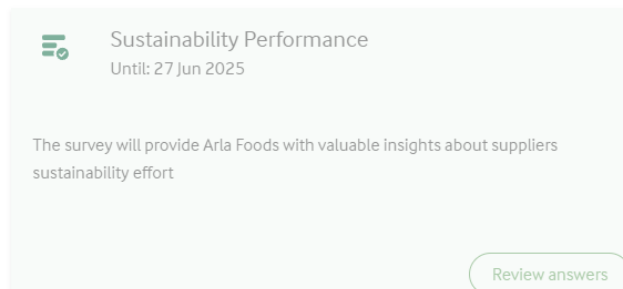 Sustainability Performance
Until: 27 Jun 2025
The survey will provide Arla Foods with valuable insights about suppliers
sustainability effort
Review answers